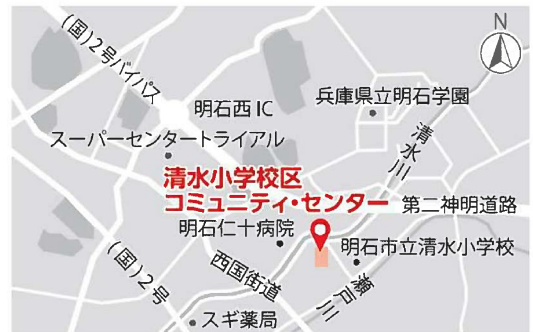 N
(国)2号バイパス
明石西IC
兵庫県立明石学園
スーパーセンタートライアル
清水川
清水小学校区
コミュニティ・センター
第二神明道路
明石仁十病院
明石市立清水小学校
(国)2号
西国街道
瀬戸川
スギ薬局